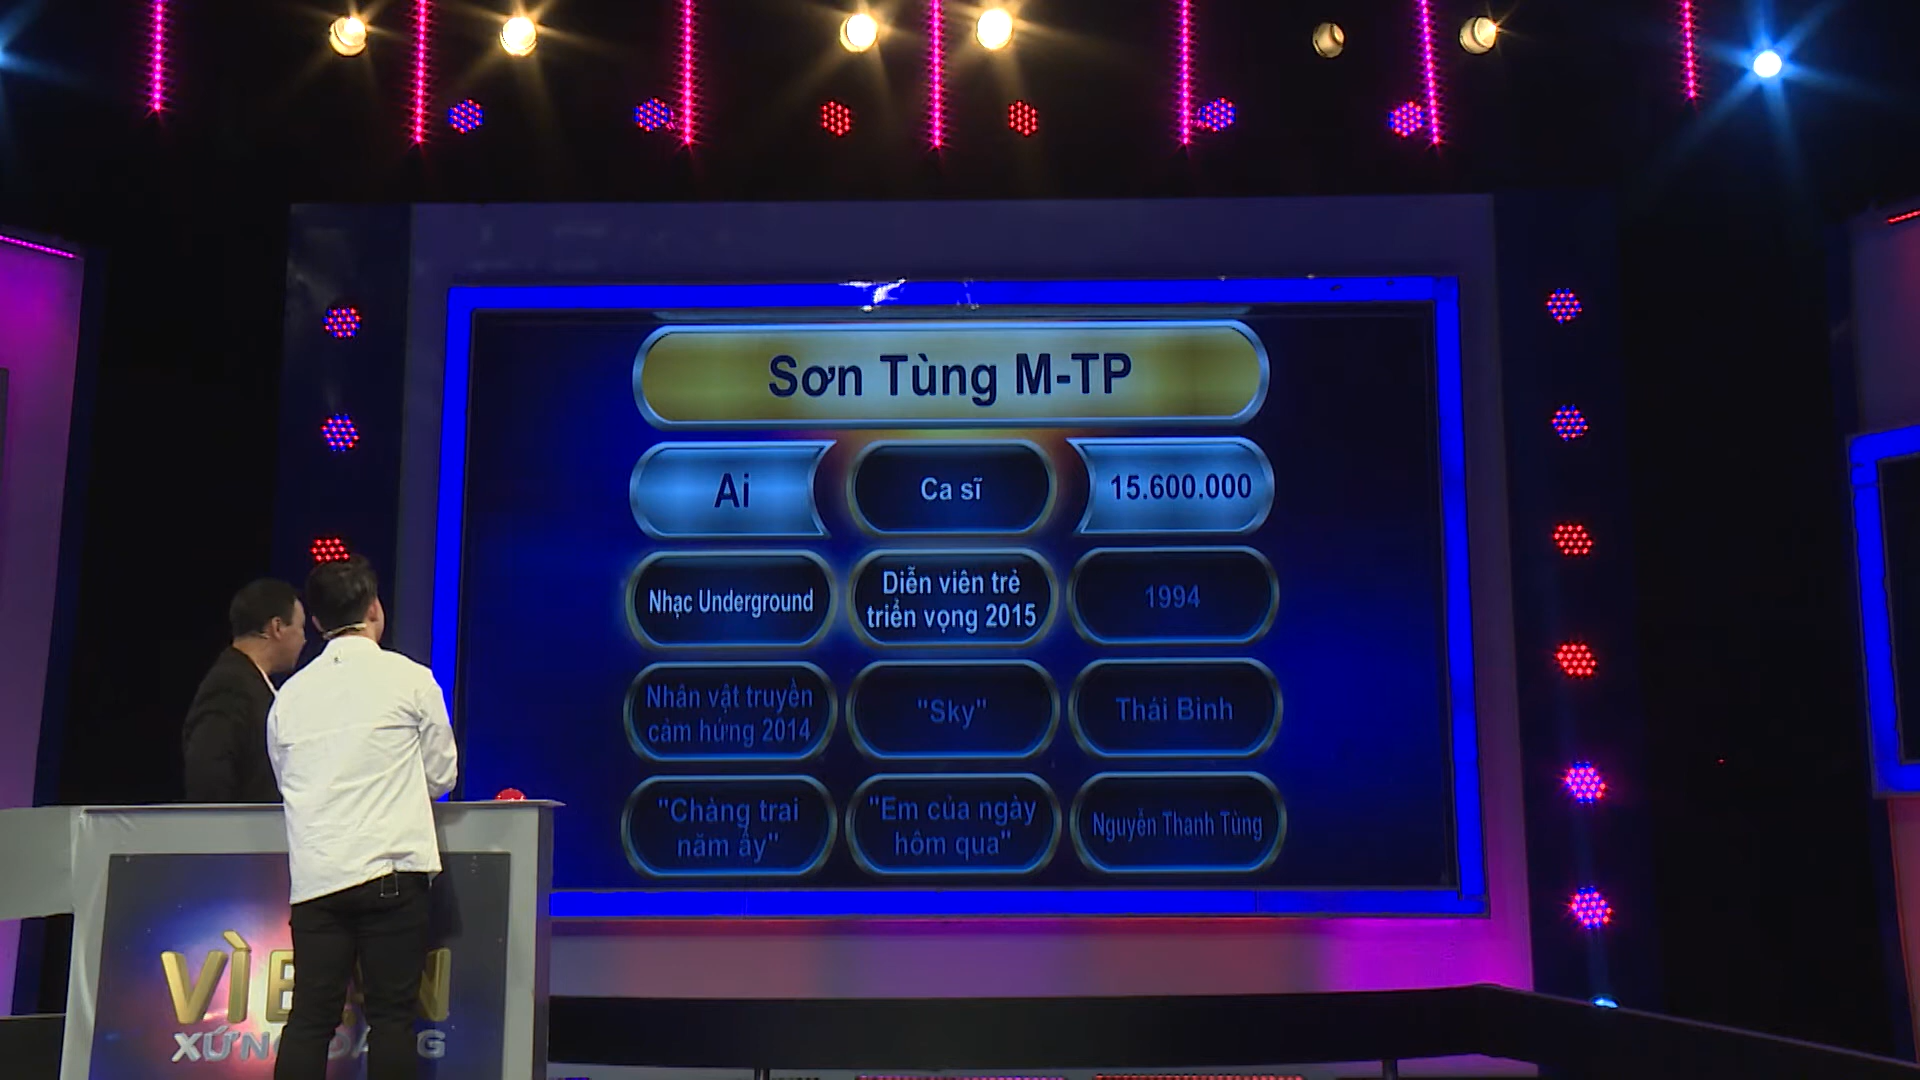 Sơn Tùng M-TP
Ai
Ca sĩ
15.600.000
Nhạc Underground
Diễn viên trẻ
triển vọng 2015
1994
Nhân vật truyền
cảm hứng 2014
"Sky"
Thái Bình
"Chàng trai
năm ấy"
"Em của ngày
hôm qua"
Nguyễn Thanh Tùng
VÌ